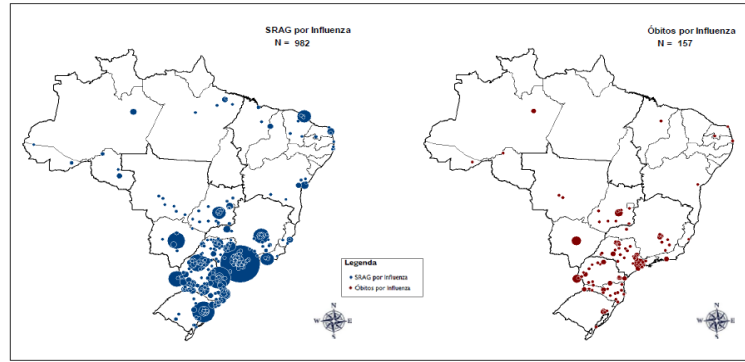 SRAG por Influenza
N = 982
Óbitos por Influenza
N = 157
Legenda
SRAG por Influenza
Óbitos por Influenza
N
W E
S
N
W E
S